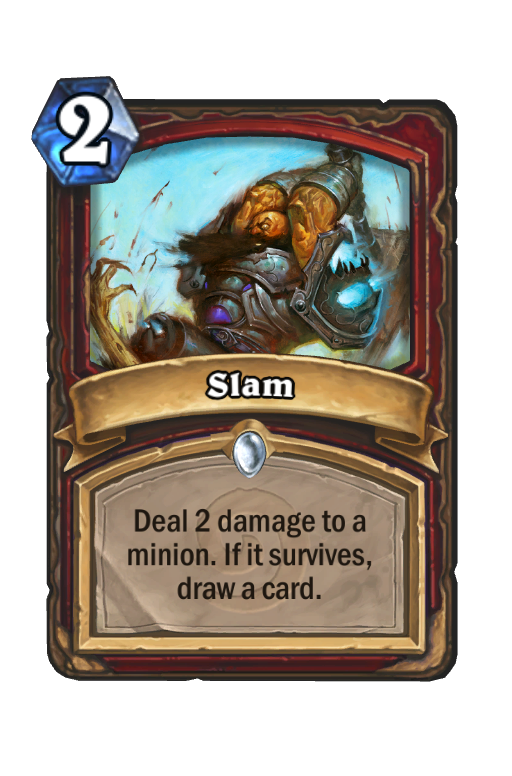 2
Slam
Deal 2 damage to a
minion. If it survives,
draw a card.